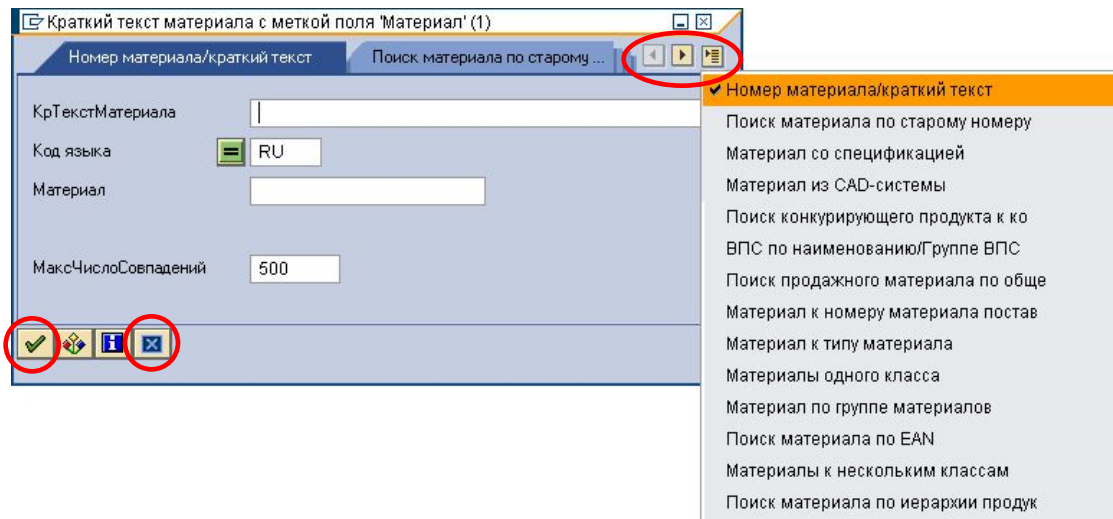 Краткий текст материала с меткой поля 'Материал' (1)
Номер материала/краткий текст
Поиск материала по старому ...
КрТекстМатериала
Код языка = RU
Материал
МаксЧислоСовпадений 500
Номер материала/краткий текст
Поиск материала по старому номеру
Материал со спецификацией
Материал из CAD-системы
Поиск конкурирующего продукта к ко
ВПС по наименованию/Группе ВПС
Поиск продажного материала по обще
Материал к номеру материала постав
Материал к типу материала
Материалы одного класса
Материал по группе материалов
Поиск материала по EAN
Материалы к нескольким классам
Поиск материала по иерархии продук